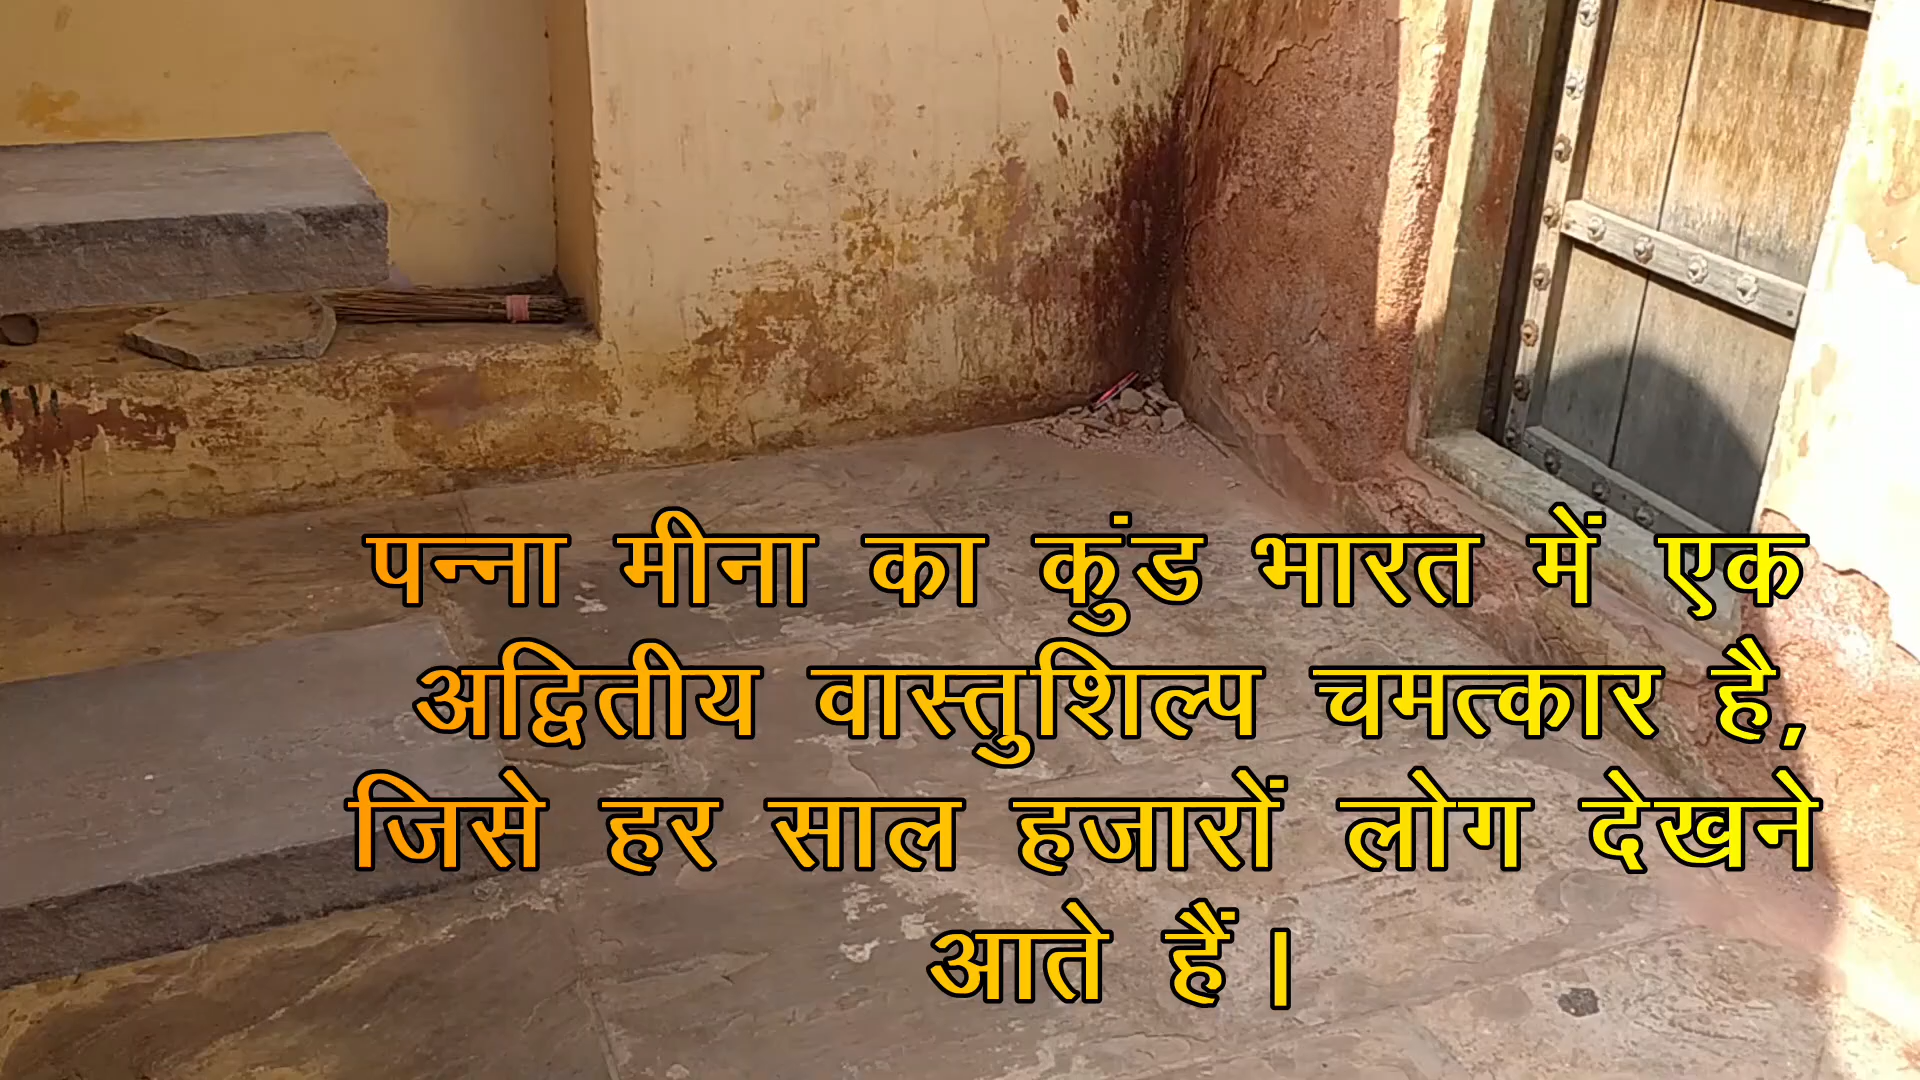 पन्ना मीना का कुंड भारत में एक
अद्वितीय वास्तुशिल्प चमत्कार है,
जिसे हर साल हजारों लोग देखने
आते हैं।